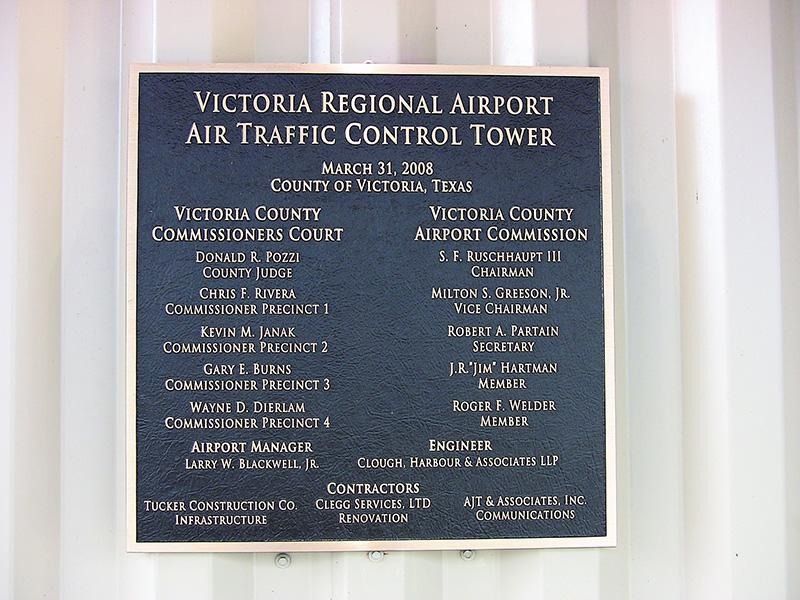 VICTORIA REGIONAL AIRPORT
AIR TRAFFIC CONTROL TOWER
MARCH 31, 2008
COUNTY OF VICTORIA, TEXAS
VICTORIA COUNTY
COMMISSIONERS COURT
DONALD R. POZZI
COUNTY JUDGE
CHRIS F. RIVERA
COMMISSIONER PRECINCT 1
KEVIN M. JANAK
COMMISSIONER PRECINCT 2
GARY E. BURNS
COMMISSIONER PRECINCT 3
WAYNE D. DIERLAM
COMMISSIONER PRECINCT 4
VICTORIA COUNTY
AIRPORT COMMISSION
S. F. RUSCHHAUPT III
CHAIRMAN
MILTON S. GREESON, JR.
VICE CHAIRMAN
ROBERT A. PARTAIN
SECRETARY
J.R."JIM" HARTMAN
MEMBER
ROGER F. WELDER
MEMBER
AIRPORT MANAGER
LARRY W. BLACKWELL, JR.
ENGINEER
CLOUGH, HARBOUR & ASSOCIATES LLP
CONTRACTORS
TUCKER CONSTRUCTION CO.
INFRASTRUCTURE
CLEGG SERVICES, LTD
RENOVATION
AJT & ASSOCIATES, INC.
COMMUNICATIONS